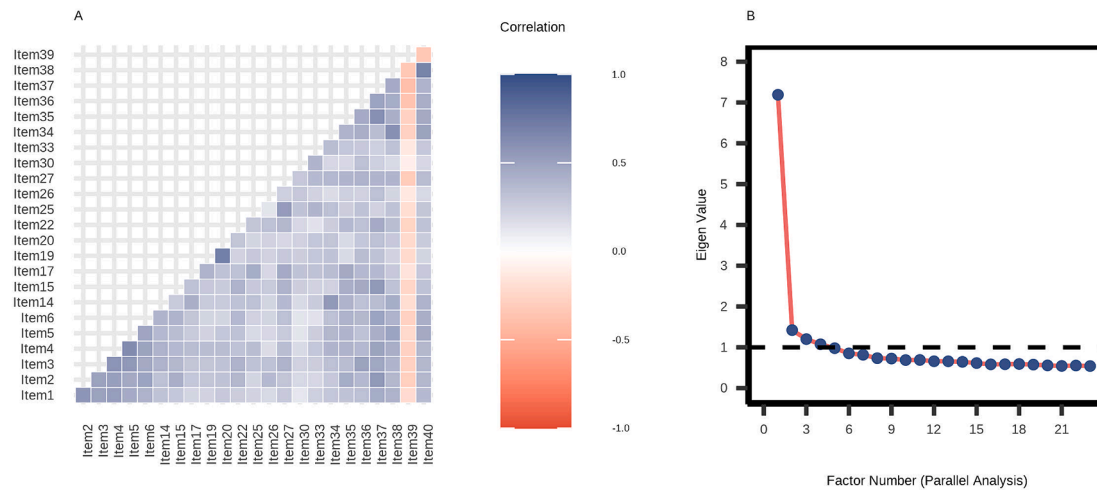 A
Correlation
B
Item39
Item38
Item37
Item36
Item35
Item34
Item33
Item30
Item27
Item26
Item25
Item22
Item20
Item19
Item17
Item15
Item14
Item6
Item5
Item4
Item3
Item2
Item1
Item2
Item3
Item4
Item5
Item6
Item14
Item15
Item17
Item19
Item20
Item22
Item25
Item26
Item27
Item30
Item33
Item34
Item35
Item36
Item37
Item38
Item39
Item40
1.0
0.5
0.0
-0.5
-1.0
Eigen Value
8
7
6
5
4
3
2
1
0
0 3 6 9 12 15 18 21
Factor Number (Parallel Analysis)